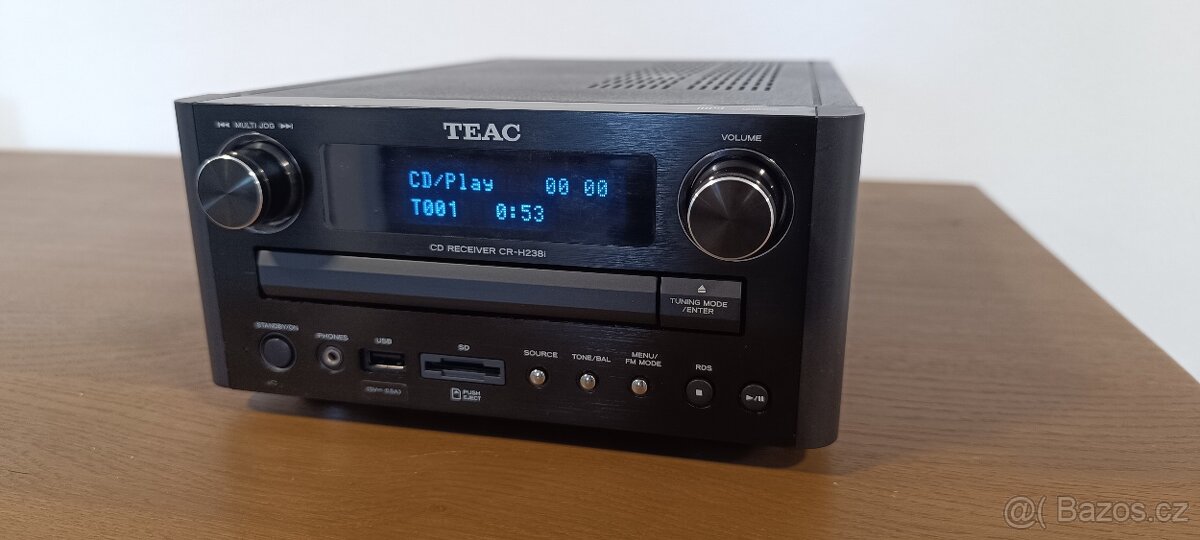 TEAC
MULTI JOG
VOLUME
CD/Play 00 00
T001 0:53
CD RECEIVER CR-H238i
TUNING MODE
/ENTER
STANDBY/ON
PHONES
USB
SD
SOURCE
TONE/BAL
MENU/
FM MODE
RDS
PUSH
EJECT
@( Bazos.cz